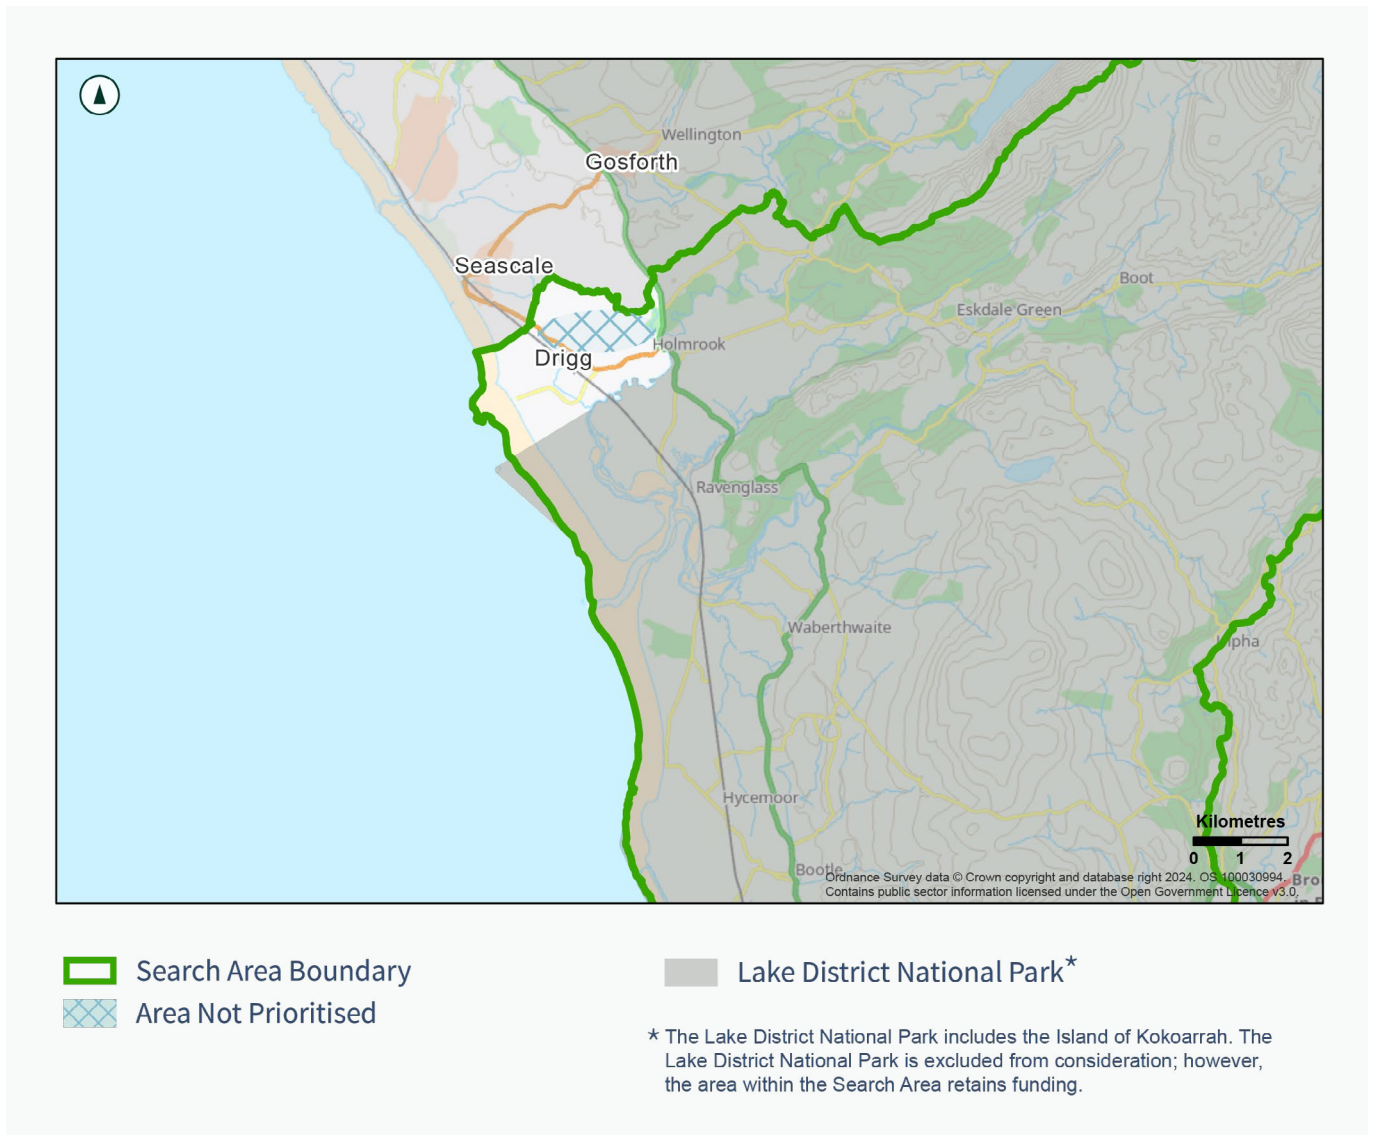 Wellington
Gosforth
Seascale
Boot
Eskdale Green
Holmrook
Drigg
Ravenglass
Waberthwaite
Hycemoor
Kilometres
0 1 2
Bootle
Ordnance Survey data © Crown copyright and database right 2024. OS 100030994.
Contains public sector information licensed under the Open Government Licence v3.0.
Search Area Boundary
Area Not Prioritised
Lake District National Park*
* The Lake District National Park includes the Island of Kokoarrah. The
Lake District National Park is excluded from consideration; however,
the area within the Search Area retains funding.